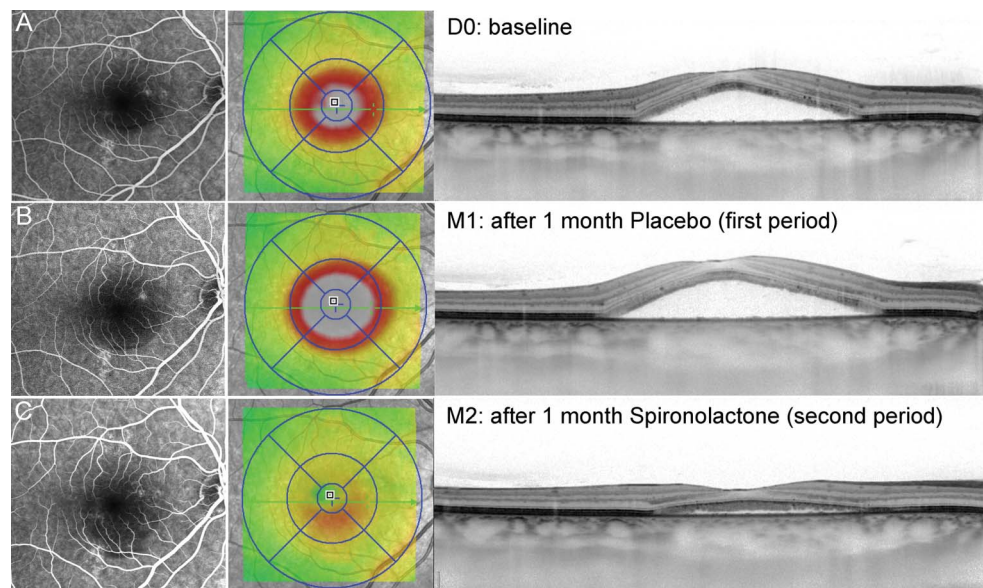 A
D0: baseline
B
M1: after 1 month Placebo (first period)
C
M2: after 1 month Spironolactone (second period)